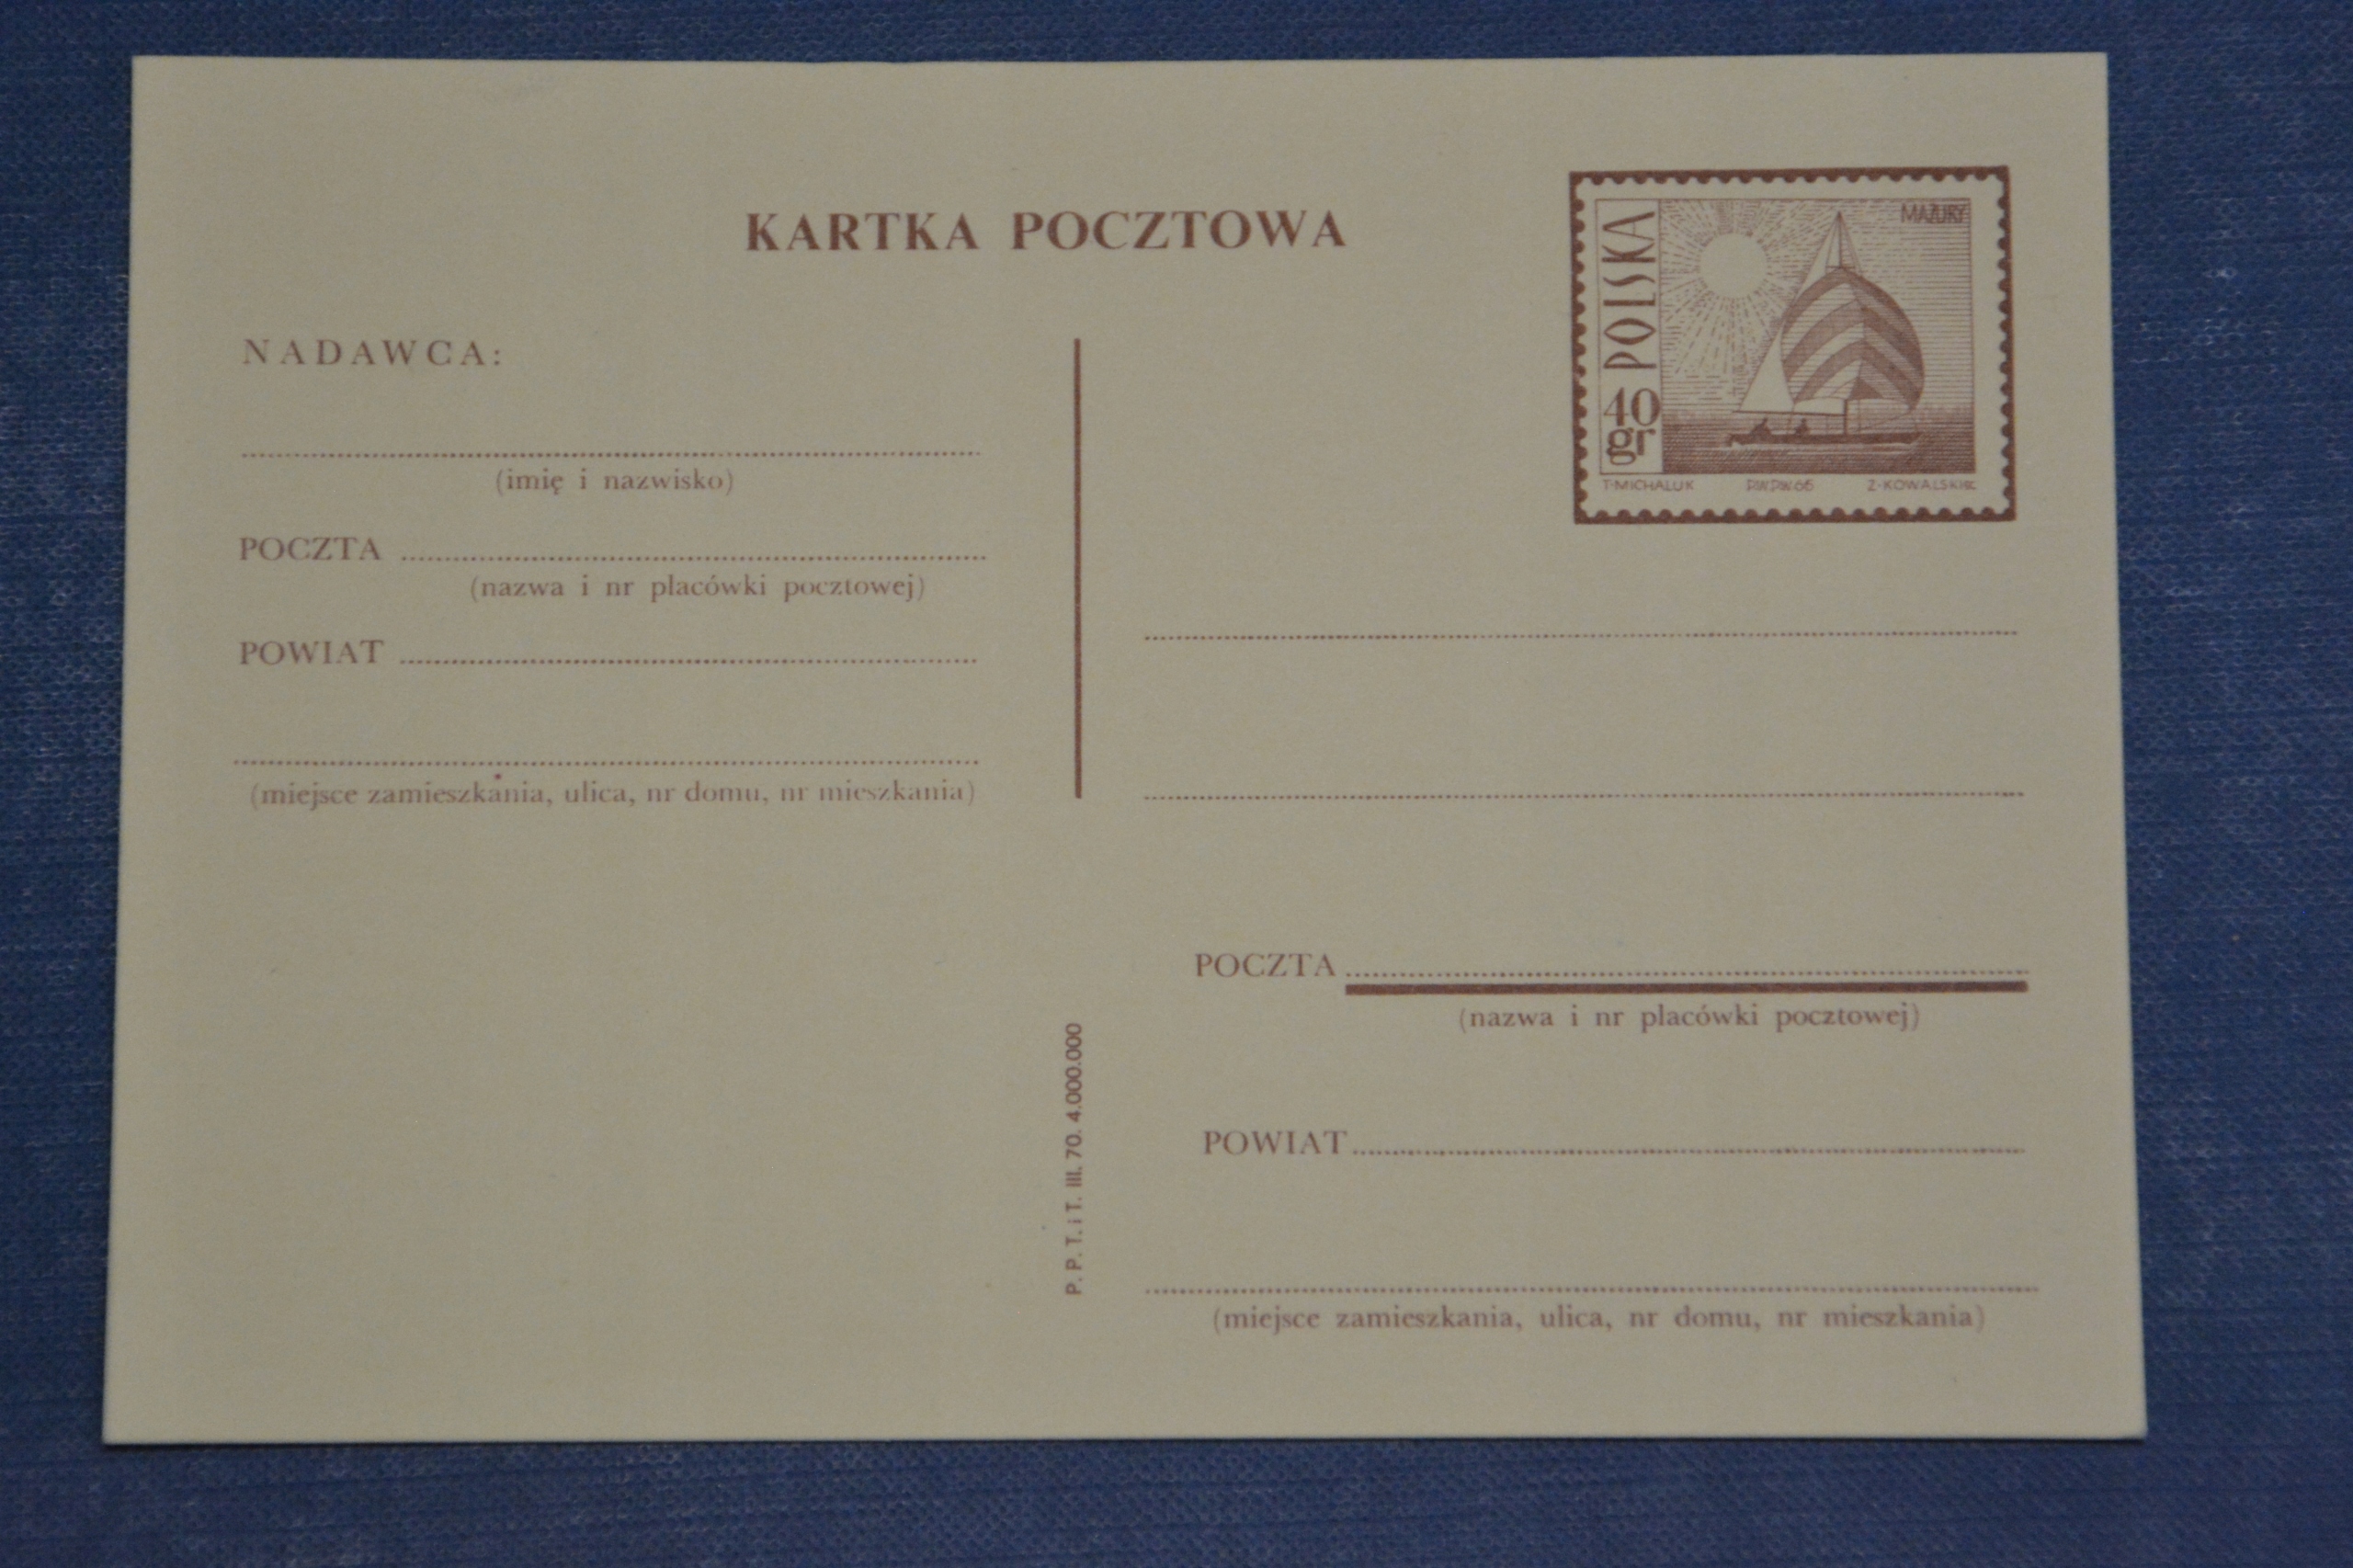 KARTKA POCZTOWA
MAZURY
POLSKA
40
gr
T·MICHALUK PWPW 66 Z·KOWALSKI
NADAWCA:
(imię i nazwisko)
POCZTA
(nazwa i nr placówki pocztowej)
POWIAT
(miejsce zamieszkania, ulica, nr domu, nr mieszkania)
P. P. T. i T. III. 70. 4.000.000
POCZTA
(nazwa i nr placówki pocztowej)
POWIAT
(miejsce zamieszkania, ulica, nr domu, nr mieszkania)